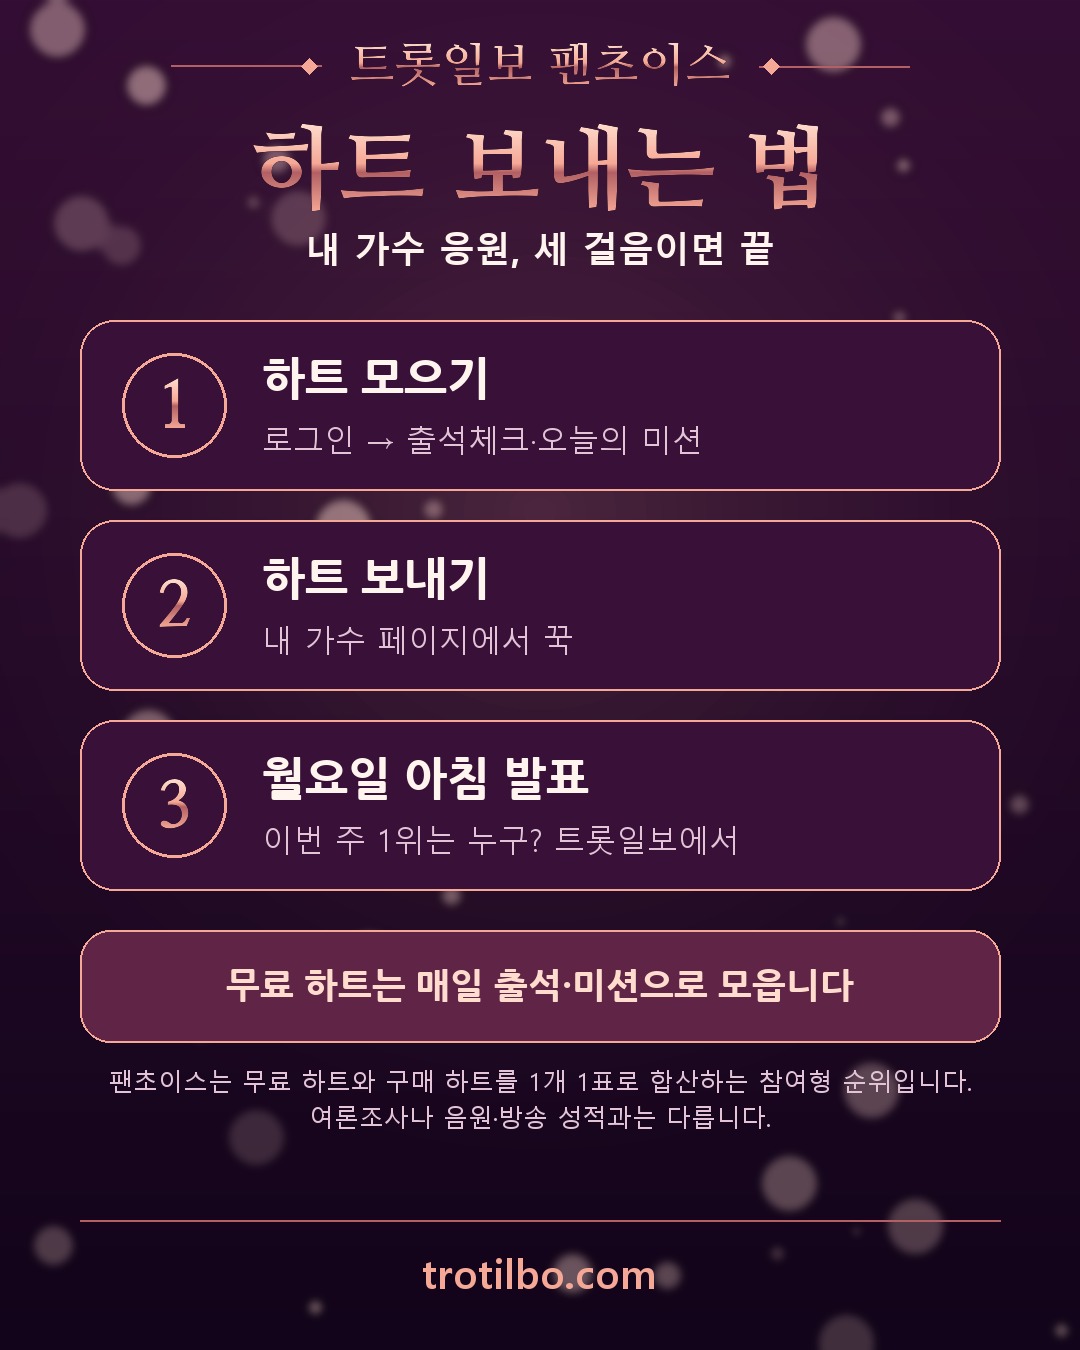 트롯일보 팬초이스
하트 보내는 법
내 가수 응원, 세 걸음이면 끝
1
하트 모으기
로그인 → 출석체크·오늘의 미션
2
하트 보내기
내 가수 페이지에서 꾹
3
월요일 아침 발표
이번 주 1위는 누구? 트롯일보에서
무료 하트는 매일 출석·미션으로 모읍니다
팬초이스는 무료 하트와 구매 하트를 1개 1표로 합산하는 참여형 순위입니다.
여론조사나 음원·방송 성적과는 다릅니다.
trotilbo.com